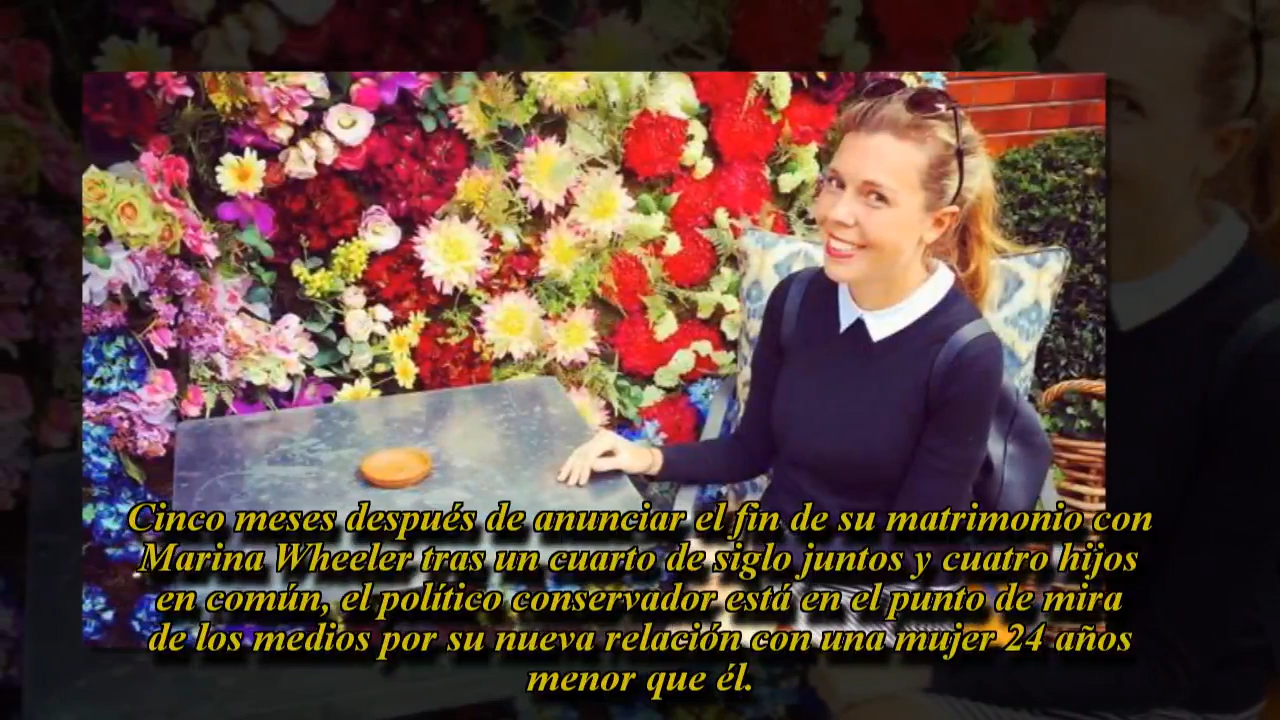 Cinco meses después de anunciar el fin de su matrimonio con
Marina Wheeler tras un cuarto de siglo juntos y cuatro hijos
en común, el político conservador está en el punto de mira
de los medios por su nueva relación con una mujer 24 años
menor que él.